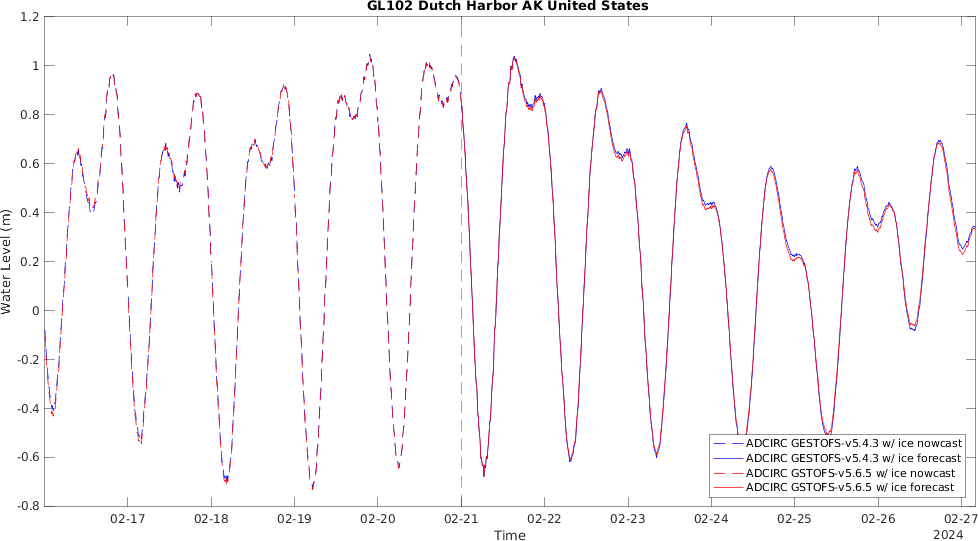 GL102 Dutch Harbor AK United States
1.2
1
0.8
0.6
0.4
0.2
0
-0.2
-0.4
-0.6
-0.8
Water Level (m)
ADCIRC GESTOFS-v5.4.3 w/ ice nowcast
ADCIRC GESTOFS-v5.4.3 w/ ice forecast
ADCIRC GSTOFS-v5.6.5 w/ ice nowcast
ADCIRC GSTOFS-v5.6.5 w/ ice forecast
02-17 02-18 02-19 02-20 02-21 02-22 02-23 02-24 02-25 02-26 02-27
Time
2024